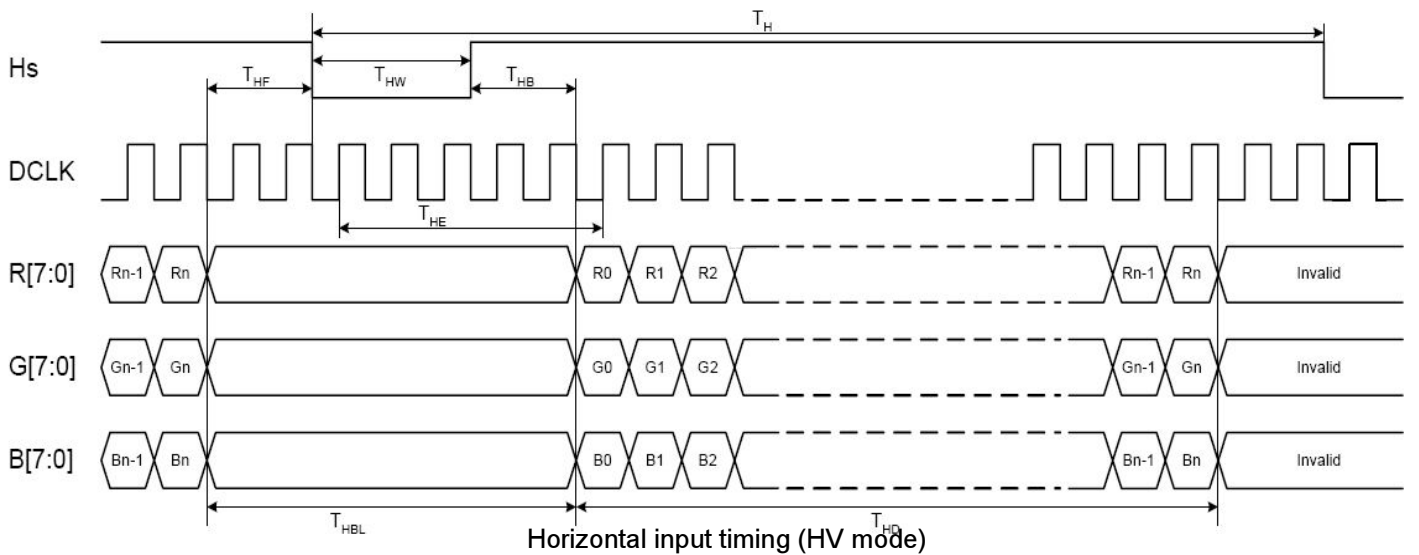 T_H
Hs
T_HF T_HW T_HB
DCLK
T_HE
R[7:0] Rn-1 Rn R0 R1 R2 Rn-1 Rn Invalid
G[7:0] Gn-1 Gn G0 G1 G2 Gn-1 Gn Invalid
B[7:0] Bn-1 Bn B0 B1 B2 Bn-1 Bn Invalid
T_HBL T_HD
Horizontal input timing (HV mode)